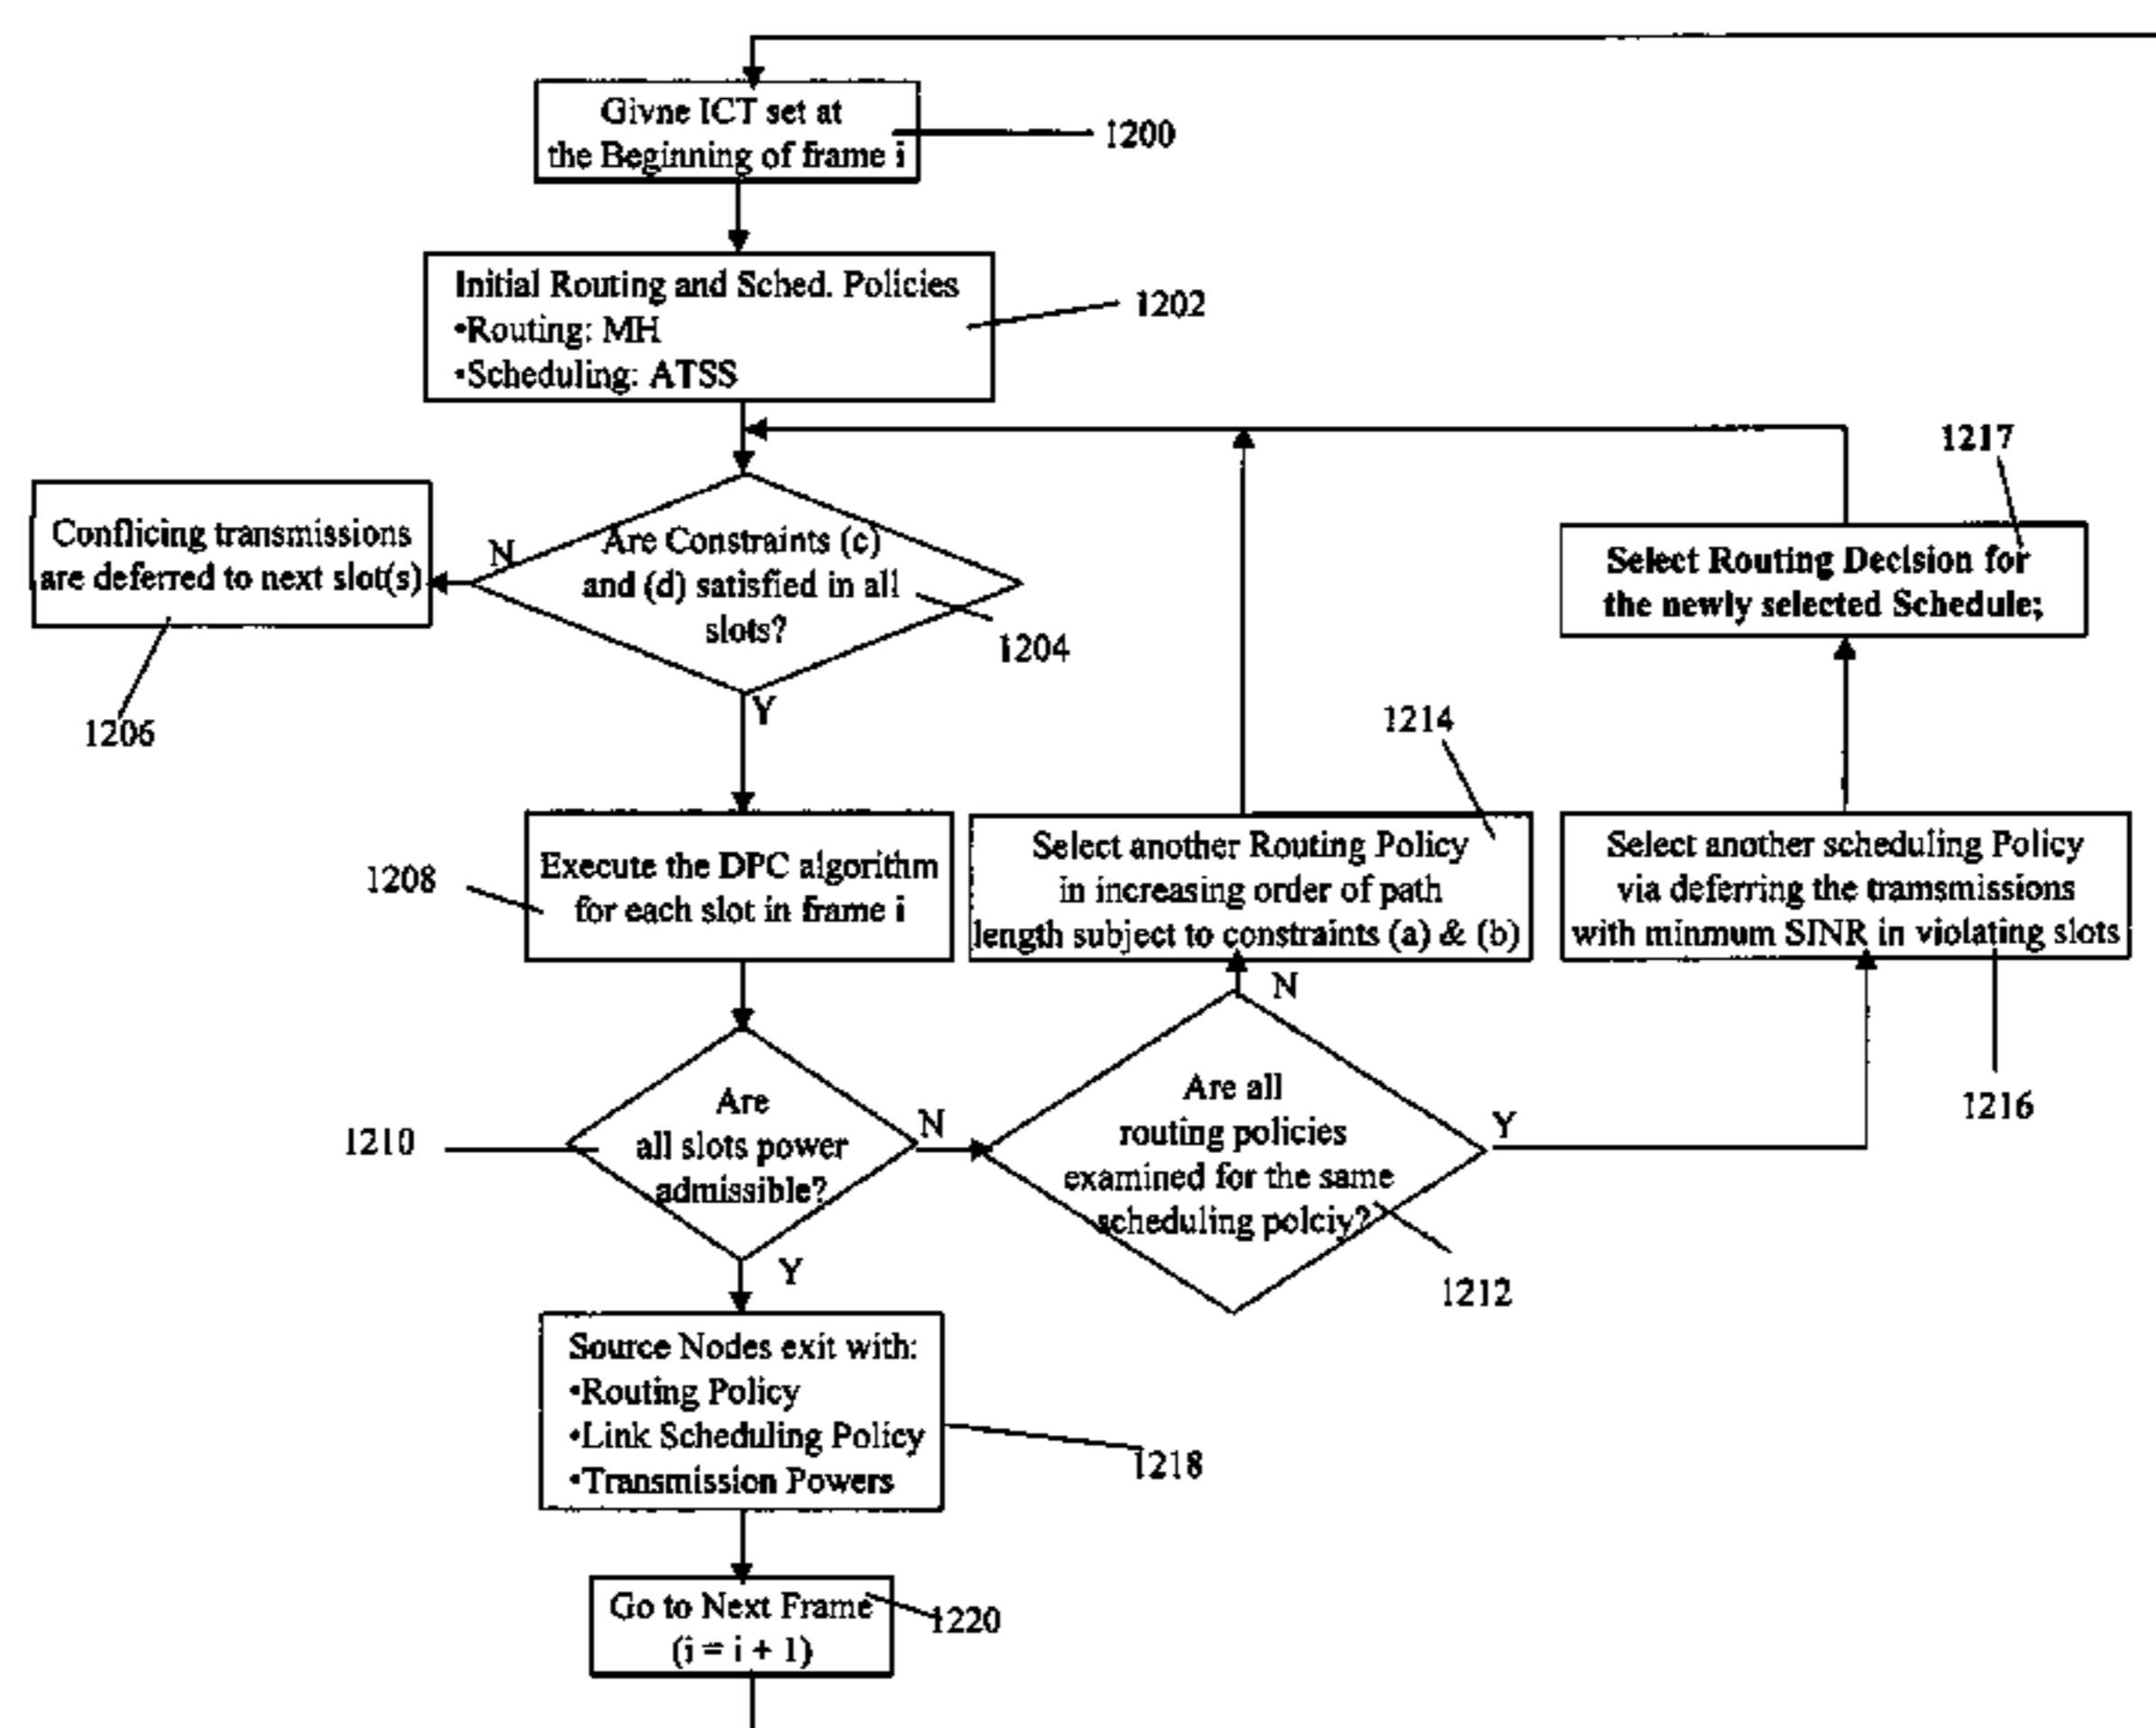 Givne ICT set at
the Beginning of frame i
1200
Initial Routing and Sched. Policies
•Routing: MH
•Scheduling: ATSS
1202
1217
Conflicing transmissions
are deferred to next slot(s)
1206
N
Are Constraints (c)
and (d) satisfied in all
slots?
1204
Y
Select Routing Decision for
the newly selected Schedule;
1214
1208
Execute the DPC algorithm
for each slot in frame i
Select another Routing Policy
in increasing order of path
length subject to constraints (a) & (b)
Select another scheduling Policy
via deferring the tramsmissions
with minmum SINR in violating slots
1216
1210
Are
all slots power
admissible?
N
Y
N
Are all
routing policies
examined for the same
scheduling polciy?
Y
1212
Source Nodes exit with:
•Routing Policy
•Link Scheduling Policy
•Transmission Powers
1218
Go to Next Frame
(i = i + 1)
1220